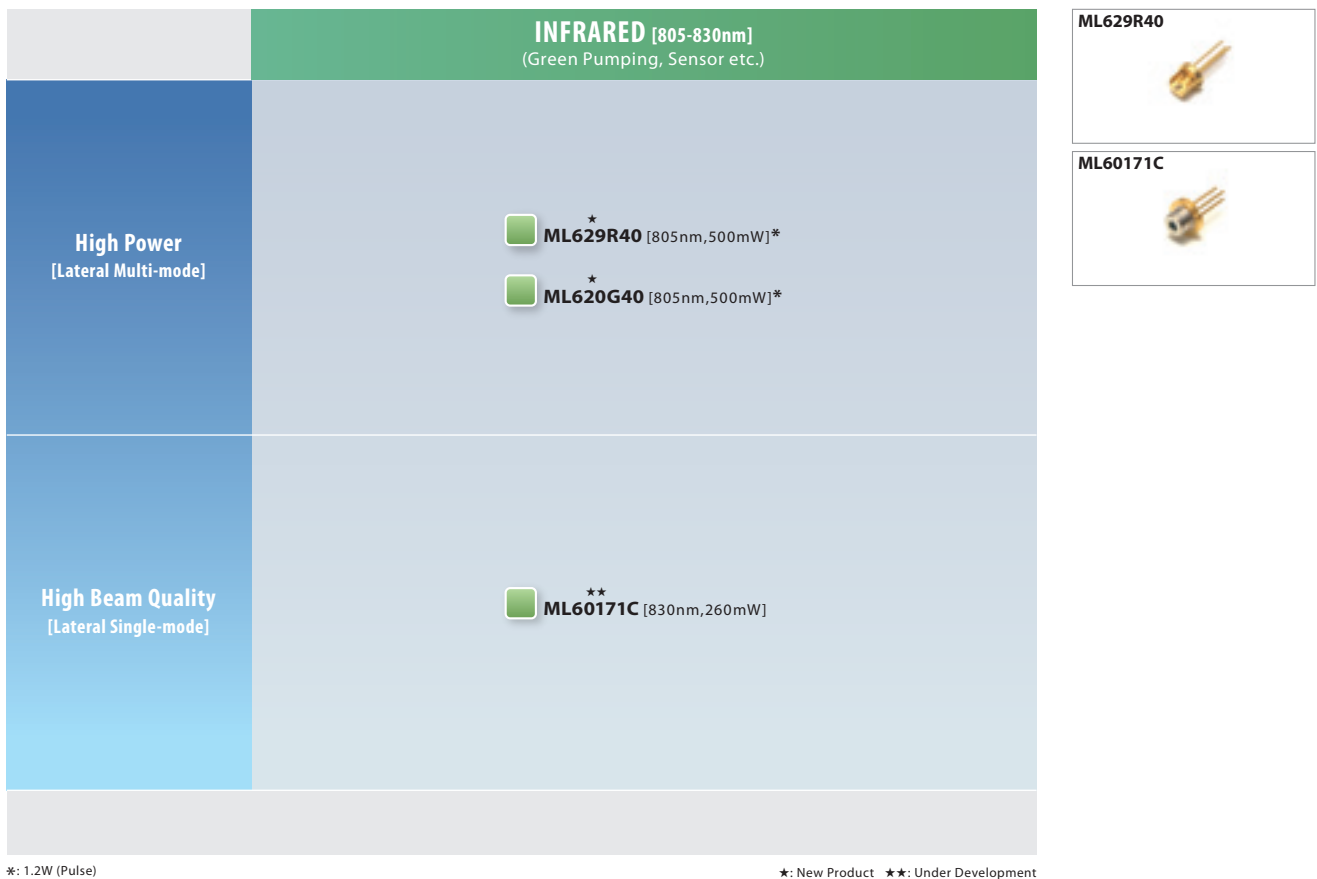 INFRARED [805-830nm]
(Green Pumping, Sensor etc.)
High Power
[Lateral Multi-mode]
★
ML629R40 [805nm,500mW]*
★
ML620G40 [805nm,500mW]*
High Beam Quality
[Lateral Single-mode]
★★
ML60171C [830nm,260mW]
*: 1.2W (Pulse)
★: New Product ★★: Under Development
ML629R40
ML60171C